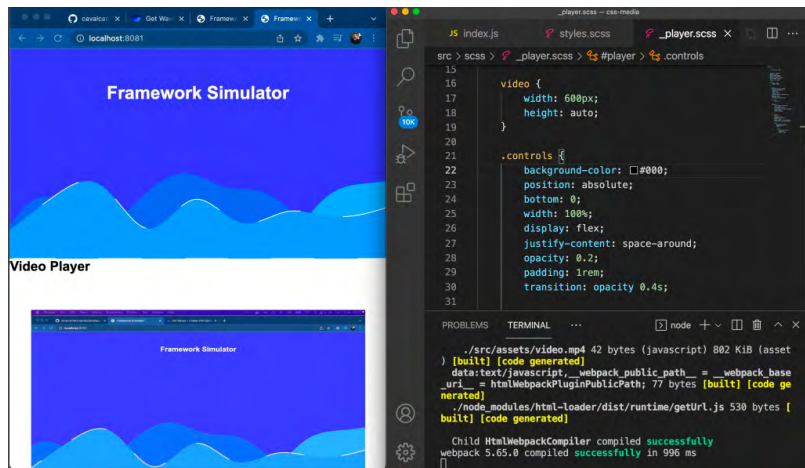 cavalcan
Get Wav
Framew
Framew
localhost:8081
Framework Simulator
Video Player
Framework Simulator
_player.scss — css-media
JS index.js
styles.scss
_player.scss
src > scss > _player.scss > #player > .controls
15
16 video {
17 width: 600px;
18 height: auto;
19 }
20
21 .controls {
22 background-color: #000;
23 position: absolute;
24 bottom: 0;
25 width: 100%;
26 display: flex;
27 justify-content: space-around;
28 opacity: 0.2;
29 padding: 1rem;
30 transition: opacity 0.4s;
31
10K
PROBLEMS TERMINAL ... node
./src/assets/video.mp4 42 bytes (javascript) 802 KiB (asset
) [built] [code generated]
data:text/javascript,__webpack_public_path__ = __webpack_base
_uri__ = htmlWebpackPluginPublicPath; 77 bytes [built] [code ge
nerated]
./node_modules/html-loader/dist/runtime/getUrl.js 530 bytes [
built] [code generated]
Child HtmlWebpackCompiler compiled successfully
webpack 5.65.0 compiled successfully in 996 ms